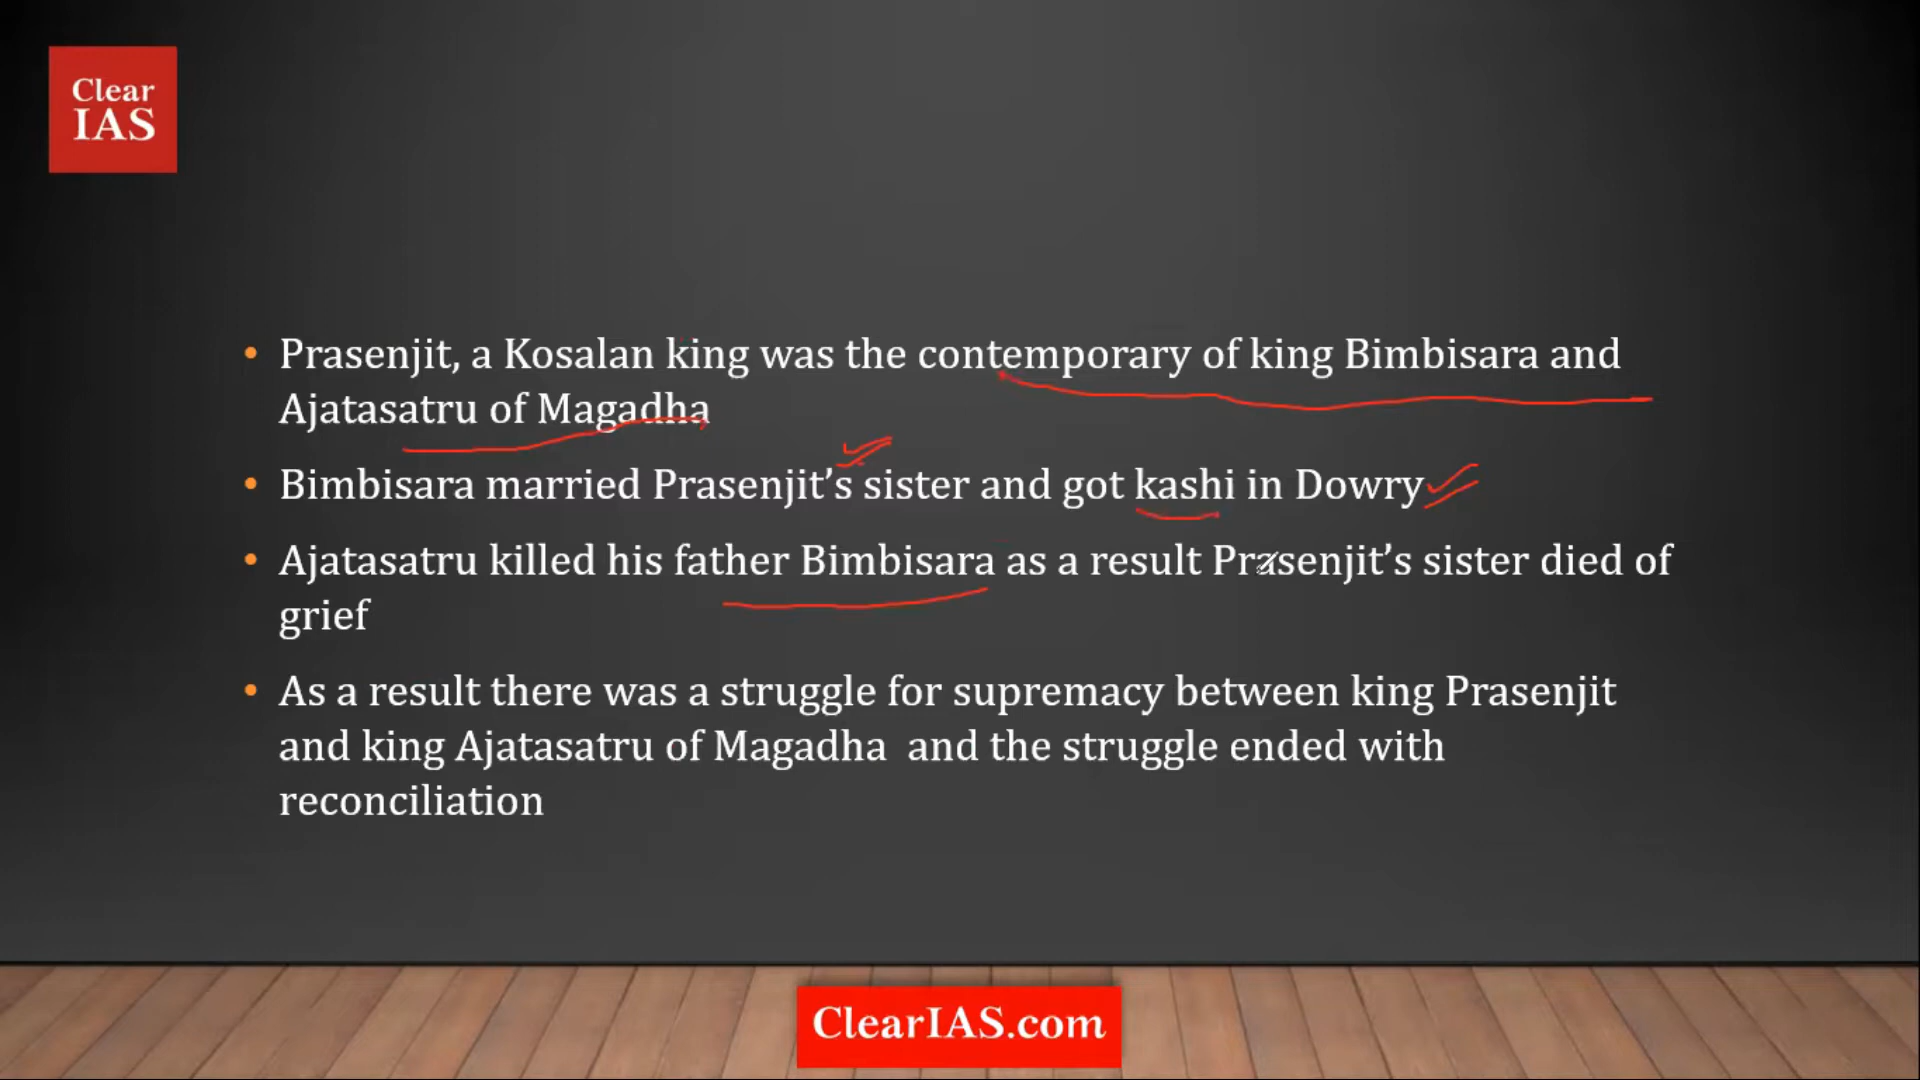 Clear
IAS
• Prasenjit, a Kosalan king was the contemporary of king Bimbisara and
Ajatasatru of Magadha
• Bimbisara married Prasenjit’s sister and got kashi in Dowry
• Ajatasatru killed his father Bimbisara as a result Prasenjit’s sister died of
grief
• As a result there was a struggle for supremacy between king Prasenjit
and king Ajatasatru of Magadha and the struggle ended with
reconciliation
ClearIAS.com